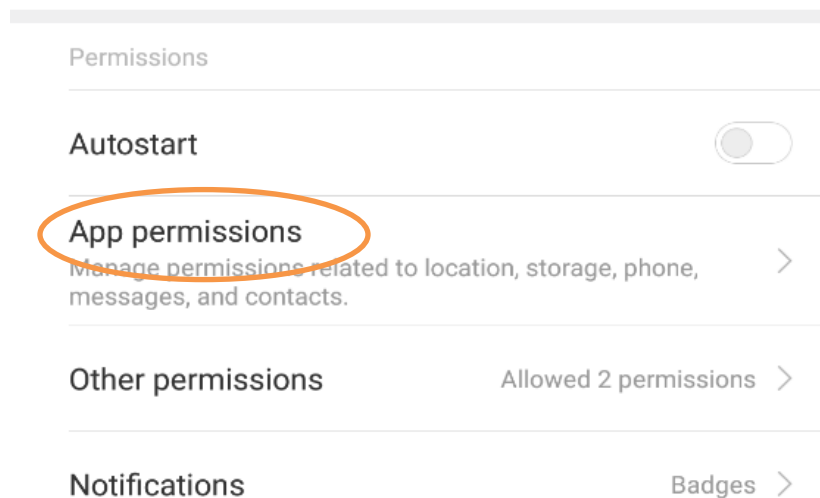 Permissions
Autostart
App permissions
Manage permissions related to location, storage, phone,
messages, and contacts.
Other permissions
Allowed 2 permissions
Notifications
Badges